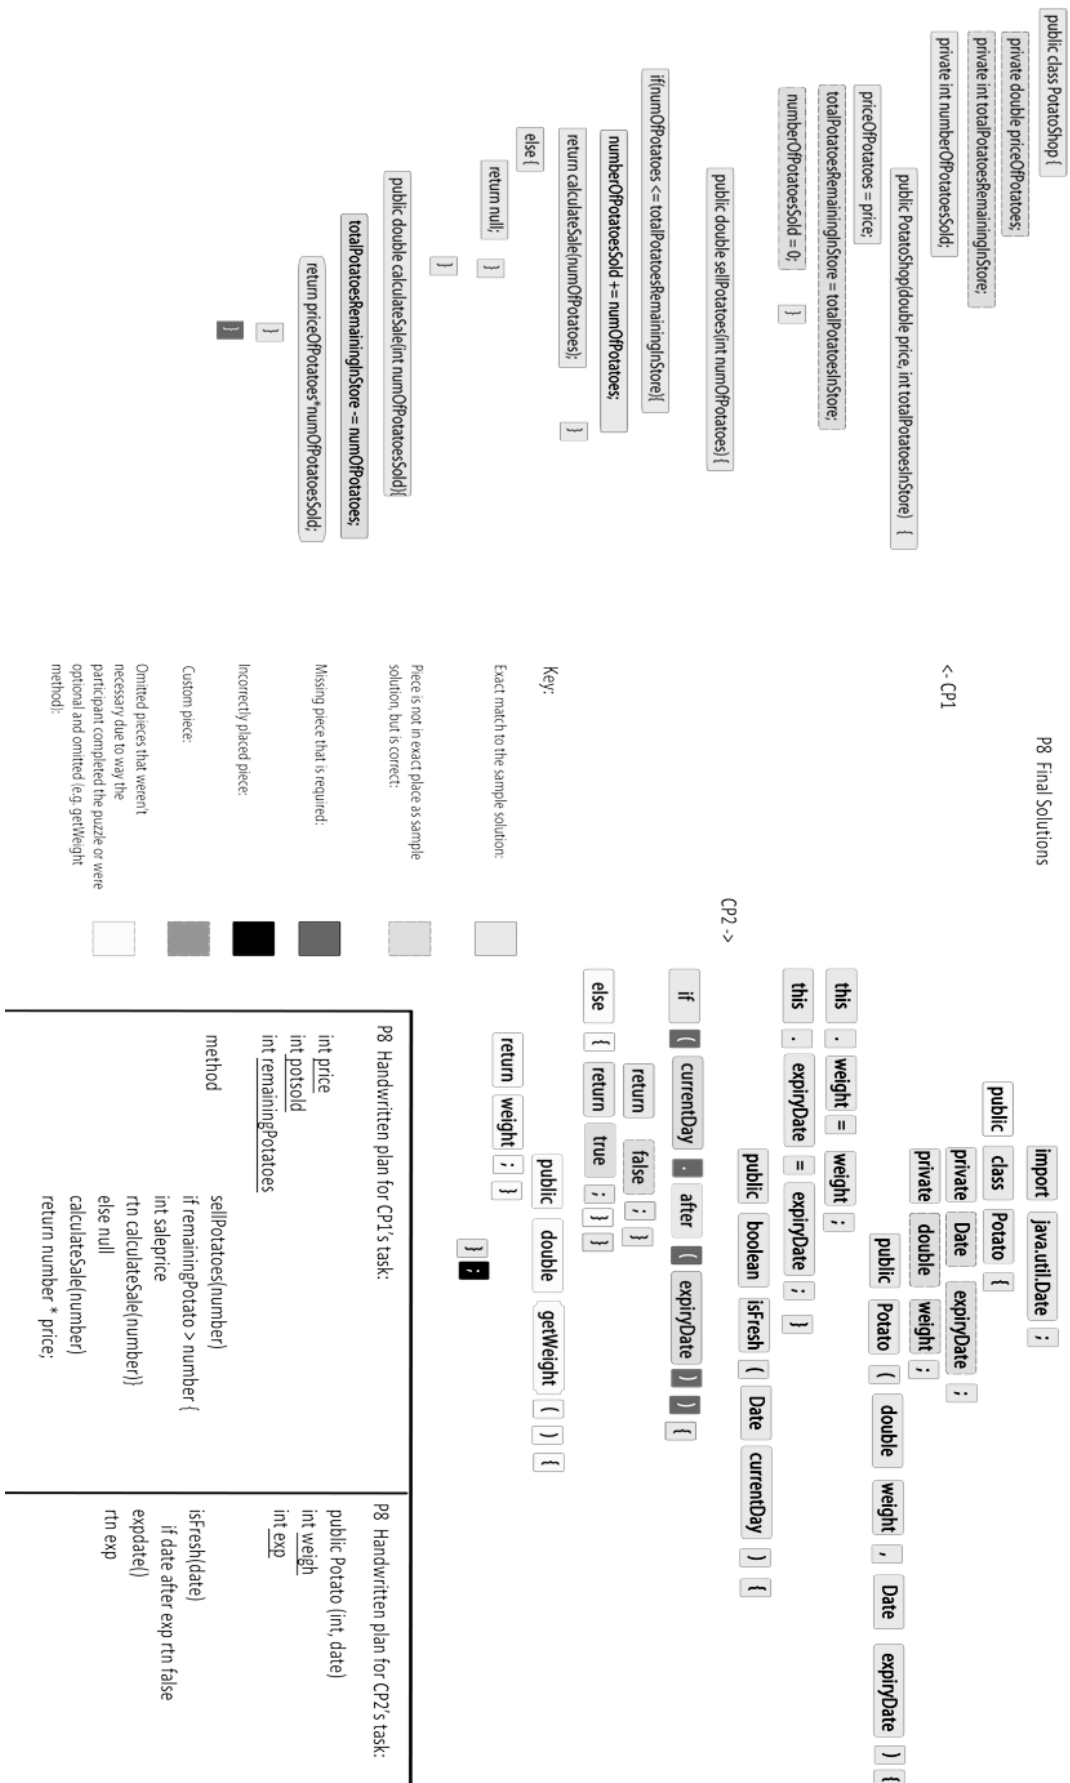 P8 Final Solutions
<- CP1
public class PotatoShop {
private double priceOfPotatoes;
private int totalPotatoesRemainingInStore;
private int numberOfPotatoesSold;
public PotatoShop(double price, int totalPotatoesInStore) {
priceOfPotatoes = price;
totalPotatoesRemainingInStore = totalPotatoesInStore;
numberOfPotatoesSold = 0; }
public double sellPotatoes(int numOfPotatoes) {
if(numOfPotatoes <= totalPotatoesRemainingInStore){
numberOfPotatoesSold += numOfPotatoes;
return calculateSale(numOfPotatoes); }
else {
return null; }
}
public double calculateSale(int numOfPotatoesSold){
totalPotatoesRemainingInStore -= numOfPotatoes;
return priceOfPotatoes*numOfPotatoesSold;
}
}
CP2 ->
import java.util.Date ;
public class Potato {
private Date expiryDate ;
private double weight ;
public Potato ( double weight , Date expiryDate ) {
this . weight = weight ;
this . expiryDate = expiryDate ; }
public boolean isFresh ( Date currentDay ) {
if ( currentDay . after ( expiryDate ) ) {
return false ; }
else { return true ; } }
public double getWeight ( ) {
return weight ; }
} ;
Key:
Exact match to the sample solution:
Piece is not in exact place as sample
solution, but is correct:
Missing piece that is required:
Incorrectly placed piece:
Custom piece:
Omitted pieces that weren't
necessary due to way the
participant completed the puzzle or were
optional and omitted (e.g. getWeight
method):
P8 Handwritten plan for CP1's task:
int price
int potsold
int remainingPotatoes
method
sellPotatoes(number)
if remainingPotato > number {
int saleprice
rtn calculateSale(number)}
else null
calculateSale(number)
return number * price;
P8 Handwritten plan for CP2's task:
public Potato (int, date)
int weigh
int exp
isFresh(date)
if date after exp rtn false
expdate()
rtn exp